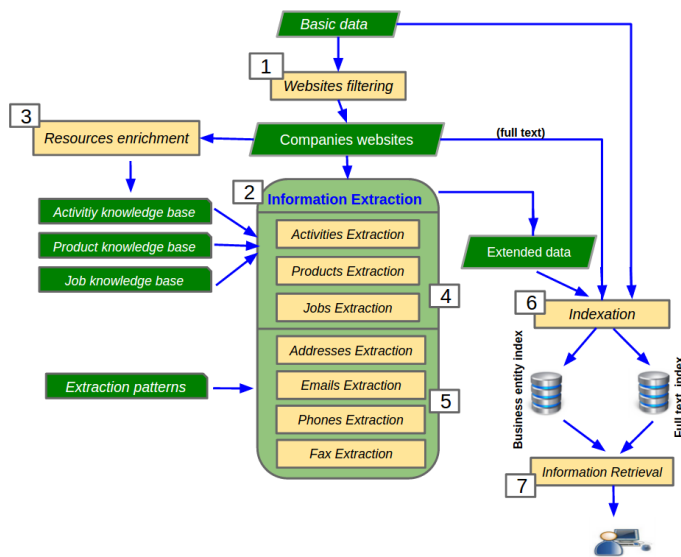 Basic data
1
Websites filtering
3
Resources enrichment
Companies websites
(full text)
2
Information Extraction
Activitiy knowledge base
Product knowledge base
Job knowledge base
Activities Extraction
Products Extraction
Jobs Extraction
4
Extended data
6
Indexation
Addresses Extraction
Emails Extraction
Phones Extraction
Fax Extraction
5
Extraction patterns
Business entity index
Full text_index
Information Retrieval
7